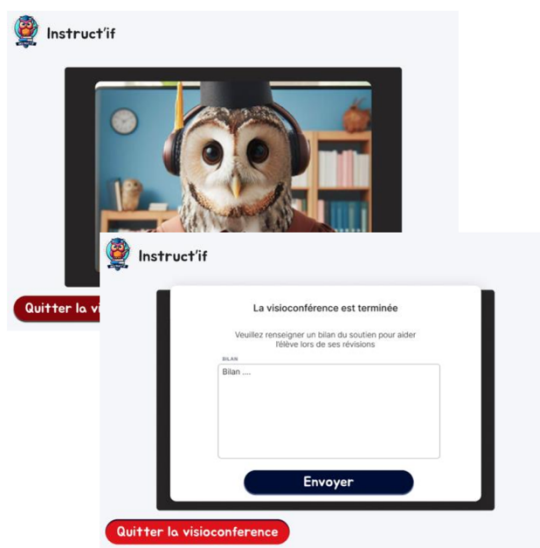 Instruct'if
Quitter la vi
Instruct'if
La visioconférence est terminée
Veuillez renseigner un bilan du soutien pour aider
l'élève lors de ses révisions
BILAN
Bilan ....
Envoyer
Quitter la visioconference